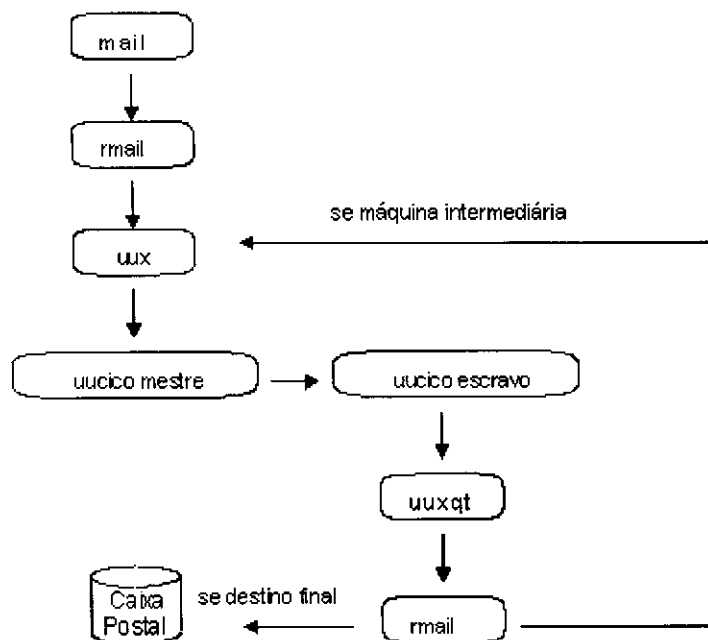 mail
rmail
se máquina intermediária
uux
uucico mestre
uucico escravo
uuxqt
Caixa
Postal
se destino final
rmail